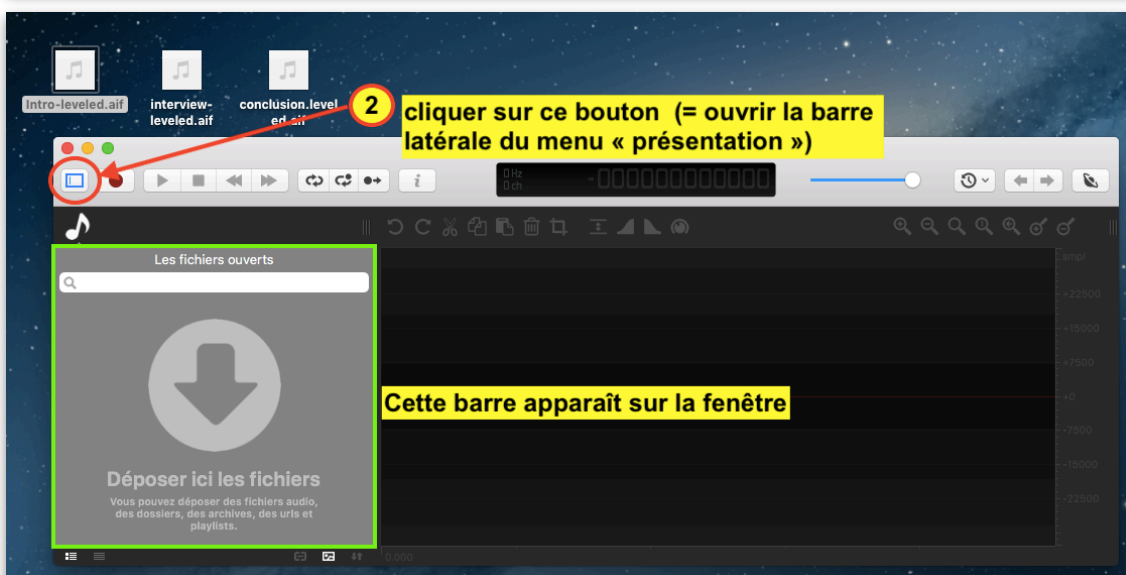 Intro-leveled.aif
interview-
leveled.aif
conclusion.level
ed.aif
2
cliquer sur ce bouton (= ouvrir la barre
latérale du menu « présentation »)
0 Hz
0 ch
-000000000000
Les fichiers ouverts
smpl
+22500
+15000
+7500
+0
-7500
-15000
-22500
Cette barre apparaît sur la fenêtre
Déposer ici les fichiers
Vous pouvez déposer des fichiers audio,
des dossiers, des archives, des urls et
playlists.
0.000